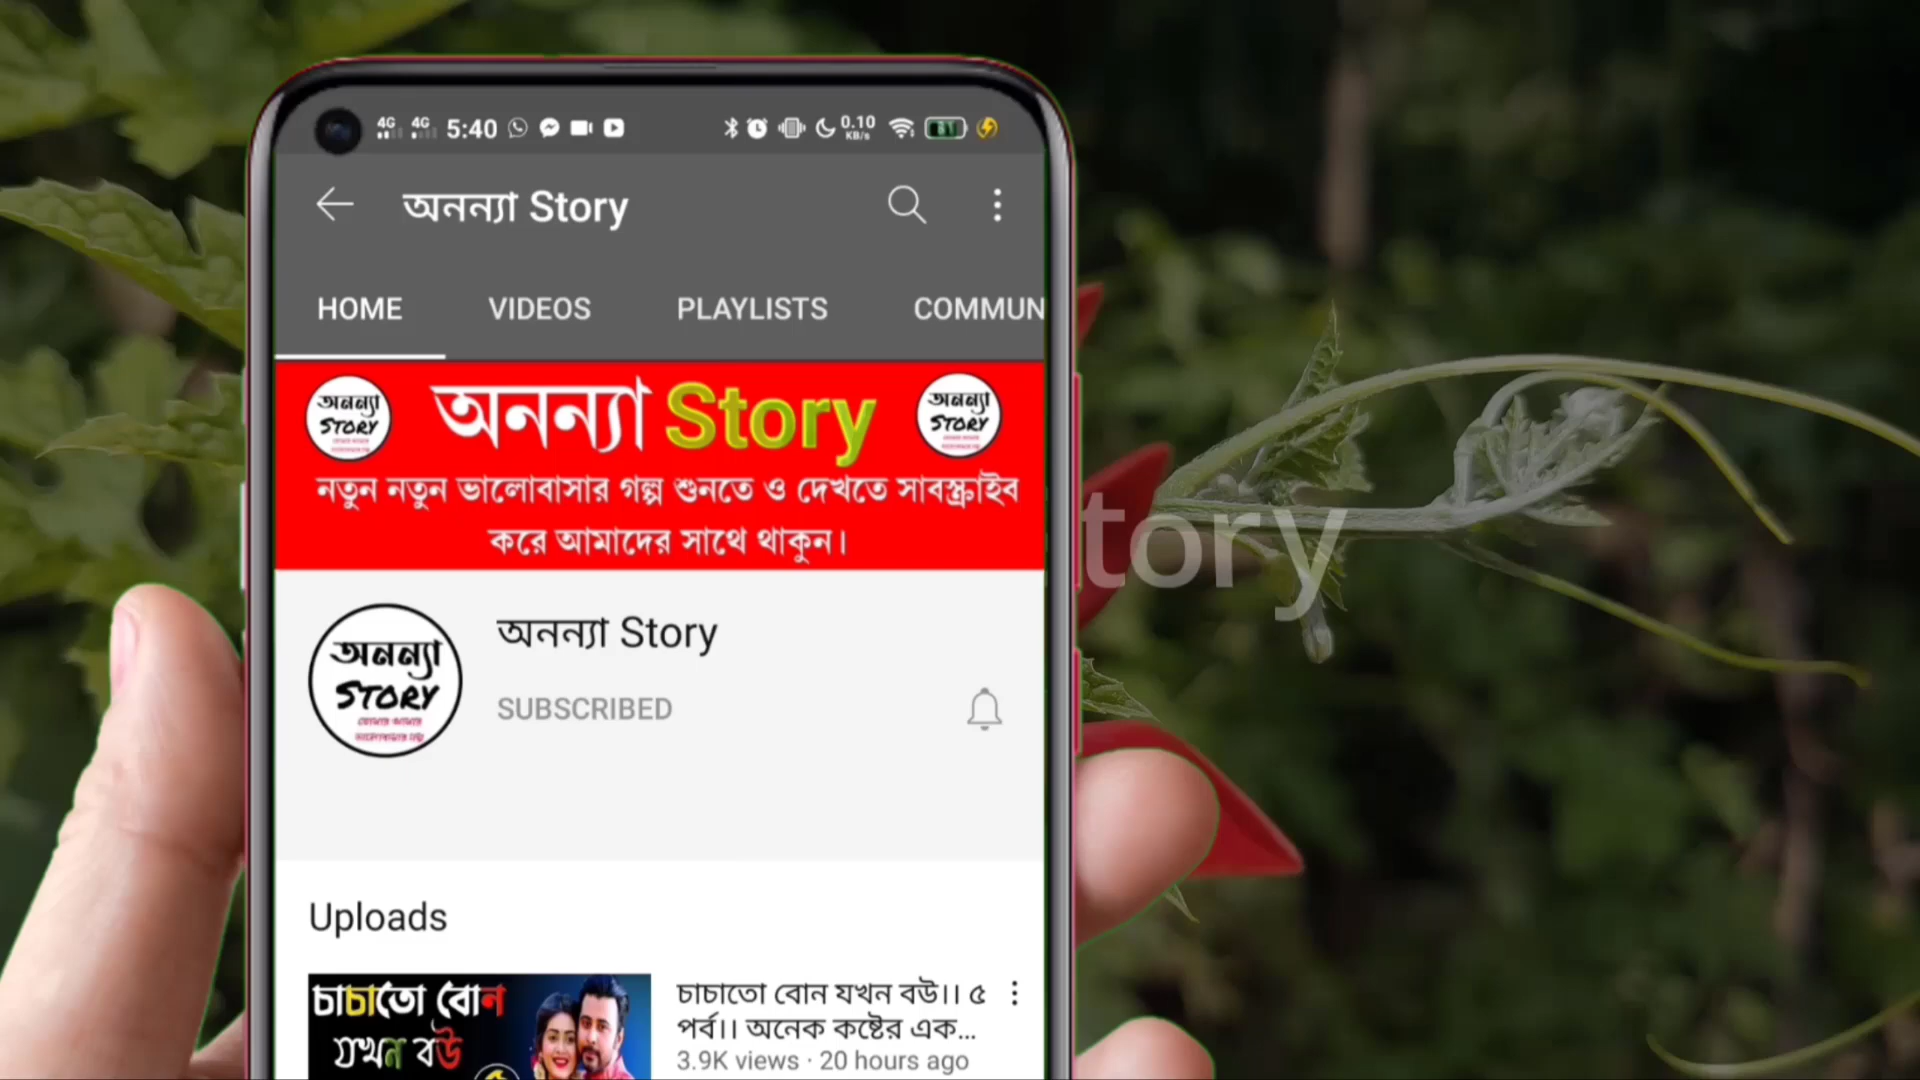 4G 4G 5:40 0.10 KB/s
অনন্যা Story
HOME VIDEOS PLAYLISTS COMMUN
অনন্যা STORY
অনন্যা Story
অনন্যা STORY
নতুন নতুন ভালোবাসার গল্প শুনতে ও দেখতে সাবস্ক্রাইব
করে আমাদের সাথে থাকুন।
tory
অনন্যা
STORY
অনন্যা Story
SUBSCRIBED
Uploads
চাচাতো বোন
যখন বউ
চাচাতো বোন যখন বউ।। ৫
পর্ব।। অনেক কষ্টের এক...
3.9K views · 20 hours ago